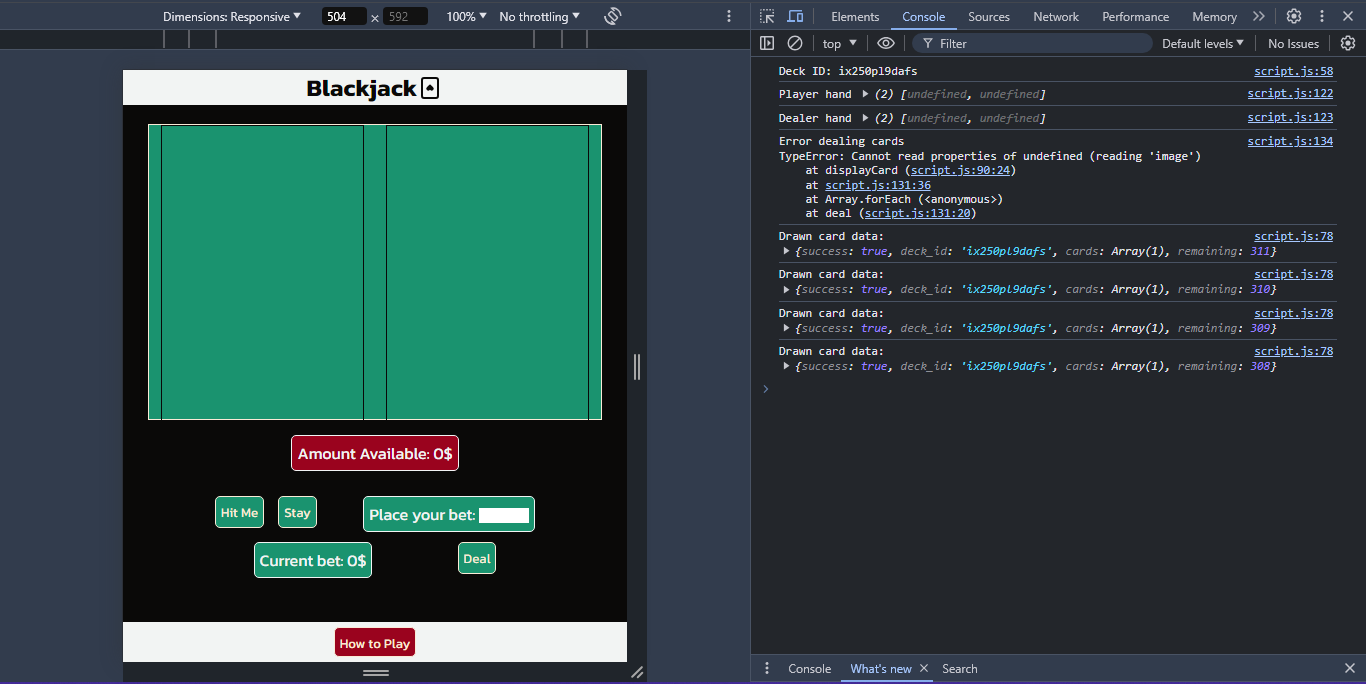 Dimensions: Responsive 504 × 592 100% No throttling
Blackjack
Amount Available: 0$
Hit Me Stay Place your bet:
Current bet: 0$ Deal
How to Play
Elements Console Sources Network Performance Memory
top Filter Default levels No Issues
Deck ID: ix250pl9dafs script.js:58
Player hand (2) [undefined, undefined] script.js:122
Dealer hand (2) [undefined, undefined] script.js:123
Error dealing cards script.js:134
TypeError: Cannot read properties of undefined (reading 'image')
at displayCard (script.js:90:24)
at script.js:131:36
at Array.forEach (<anonymous>)
at deal (script.js:131:20)
Drawn card data: script.js:78
{success: true, deck_id: 'ix250pl9dafs', cards: Array(1), remaining: 311}
Drawn card data: script.js:78
{success: true, deck_id: 'ix250pl9dafs', cards: Array(1), remaining: 310}
Drawn card data: script.js:78
{success: true, deck_id: 'ix250pl9dafs', cards: Array(1), remaining: 309}
Drawn card data: script.js:78
{success: true, deck_id: 'ix250pl9dafs', cards: Array(1), remaining: 308}
Console What's new Search